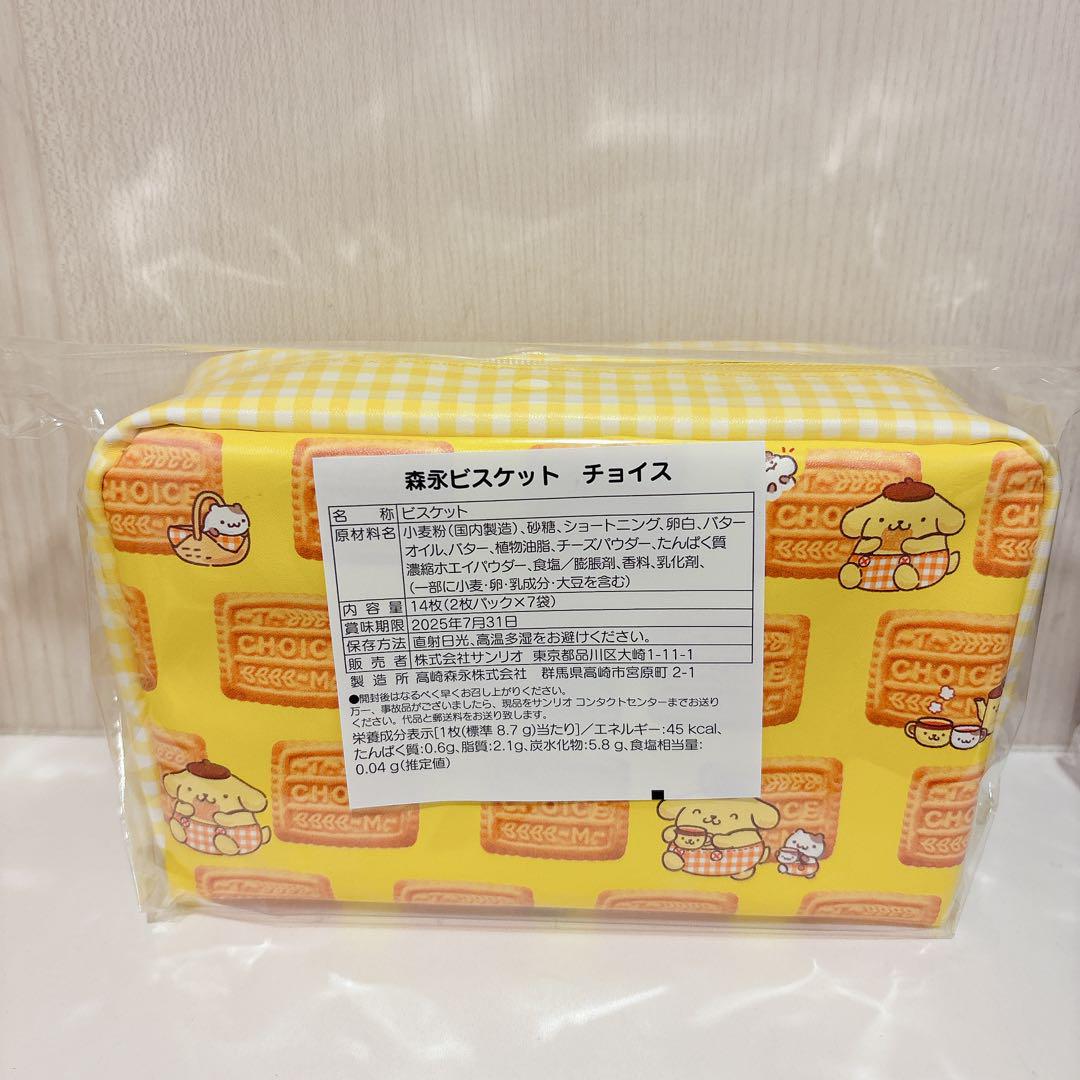 森永ビスケット チョイス
名称 ビスケット
原材料名 小麦粉(国内製造)、砂糖、ショートニング、卵白、バター
オイル、バター、植物油脂、チーズパウダー、たんぱく質
濃縮ホエイパウダー、食塩/膨脹剤、香料、乳化剤、
(一部に小麦・卵・乳成分・大豆を含む)
内容量 14枚(2枚パック×7袋)
賞味期限 2025年7月31日
保存方法 直射日光、高温多湿をお避けください。
販売者 株式会社サンリオ 東京都品川区大崎1-11-1
製造所 高崎森永株式会社 群馬県高崎市宮原町2-1
●開封後はなるべく早くお召し上がりください。
万一、事故品がございましたら、現品をサンリオ コンタクトセンターまでお送り
ください。代品と郵送料をお送り致します。
栄養成分表示[1枚(標準 8.7g)当たり]/エネルギー:45 kcal、
たんぱく質:0.6g、脂質:2.1g、炭水化物:5.8g、食塩相当量:
0.04g(推定値)
CHOICE
CHOICE
CHOICE
CHOICE
CHOICE